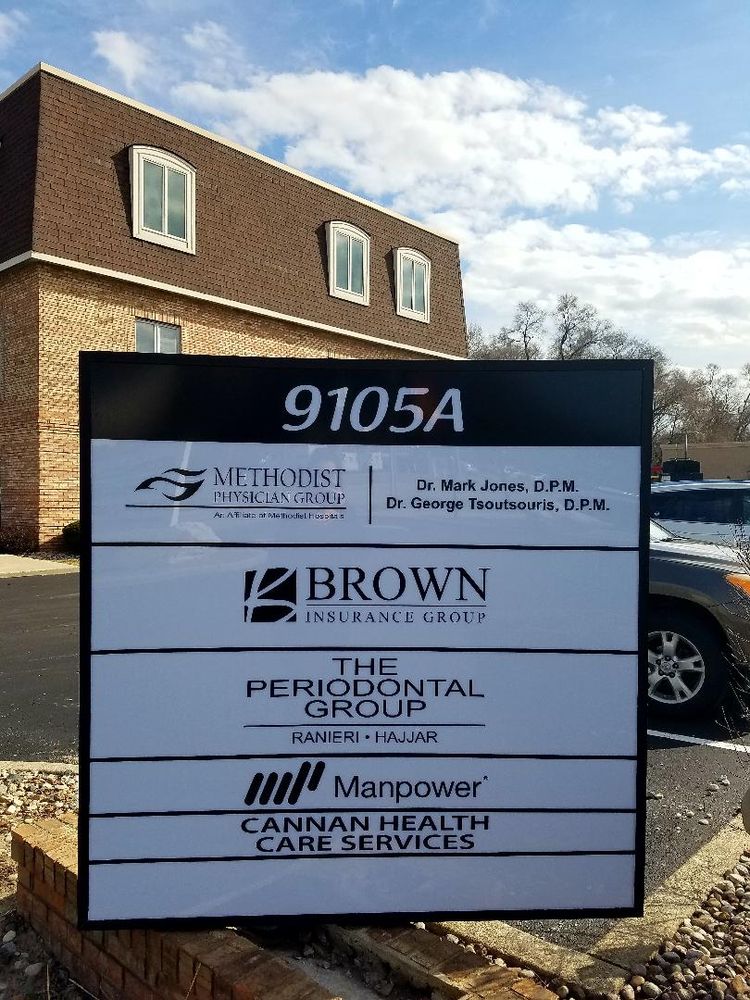 9105A
METHODIST
PHYSICIAN GROUP
An Affiliate of Methodist Hospitals
Dr. Mark Jones, D.P.M.
Dr. George Tsoutsouris, D.P.M.
BROWN
INSURANCE GROUP
THE
PERIODONTAL
GROUP
RANIERI • HAJJAR
Manpower
CANNAN HEALTH
CARE SERVICES